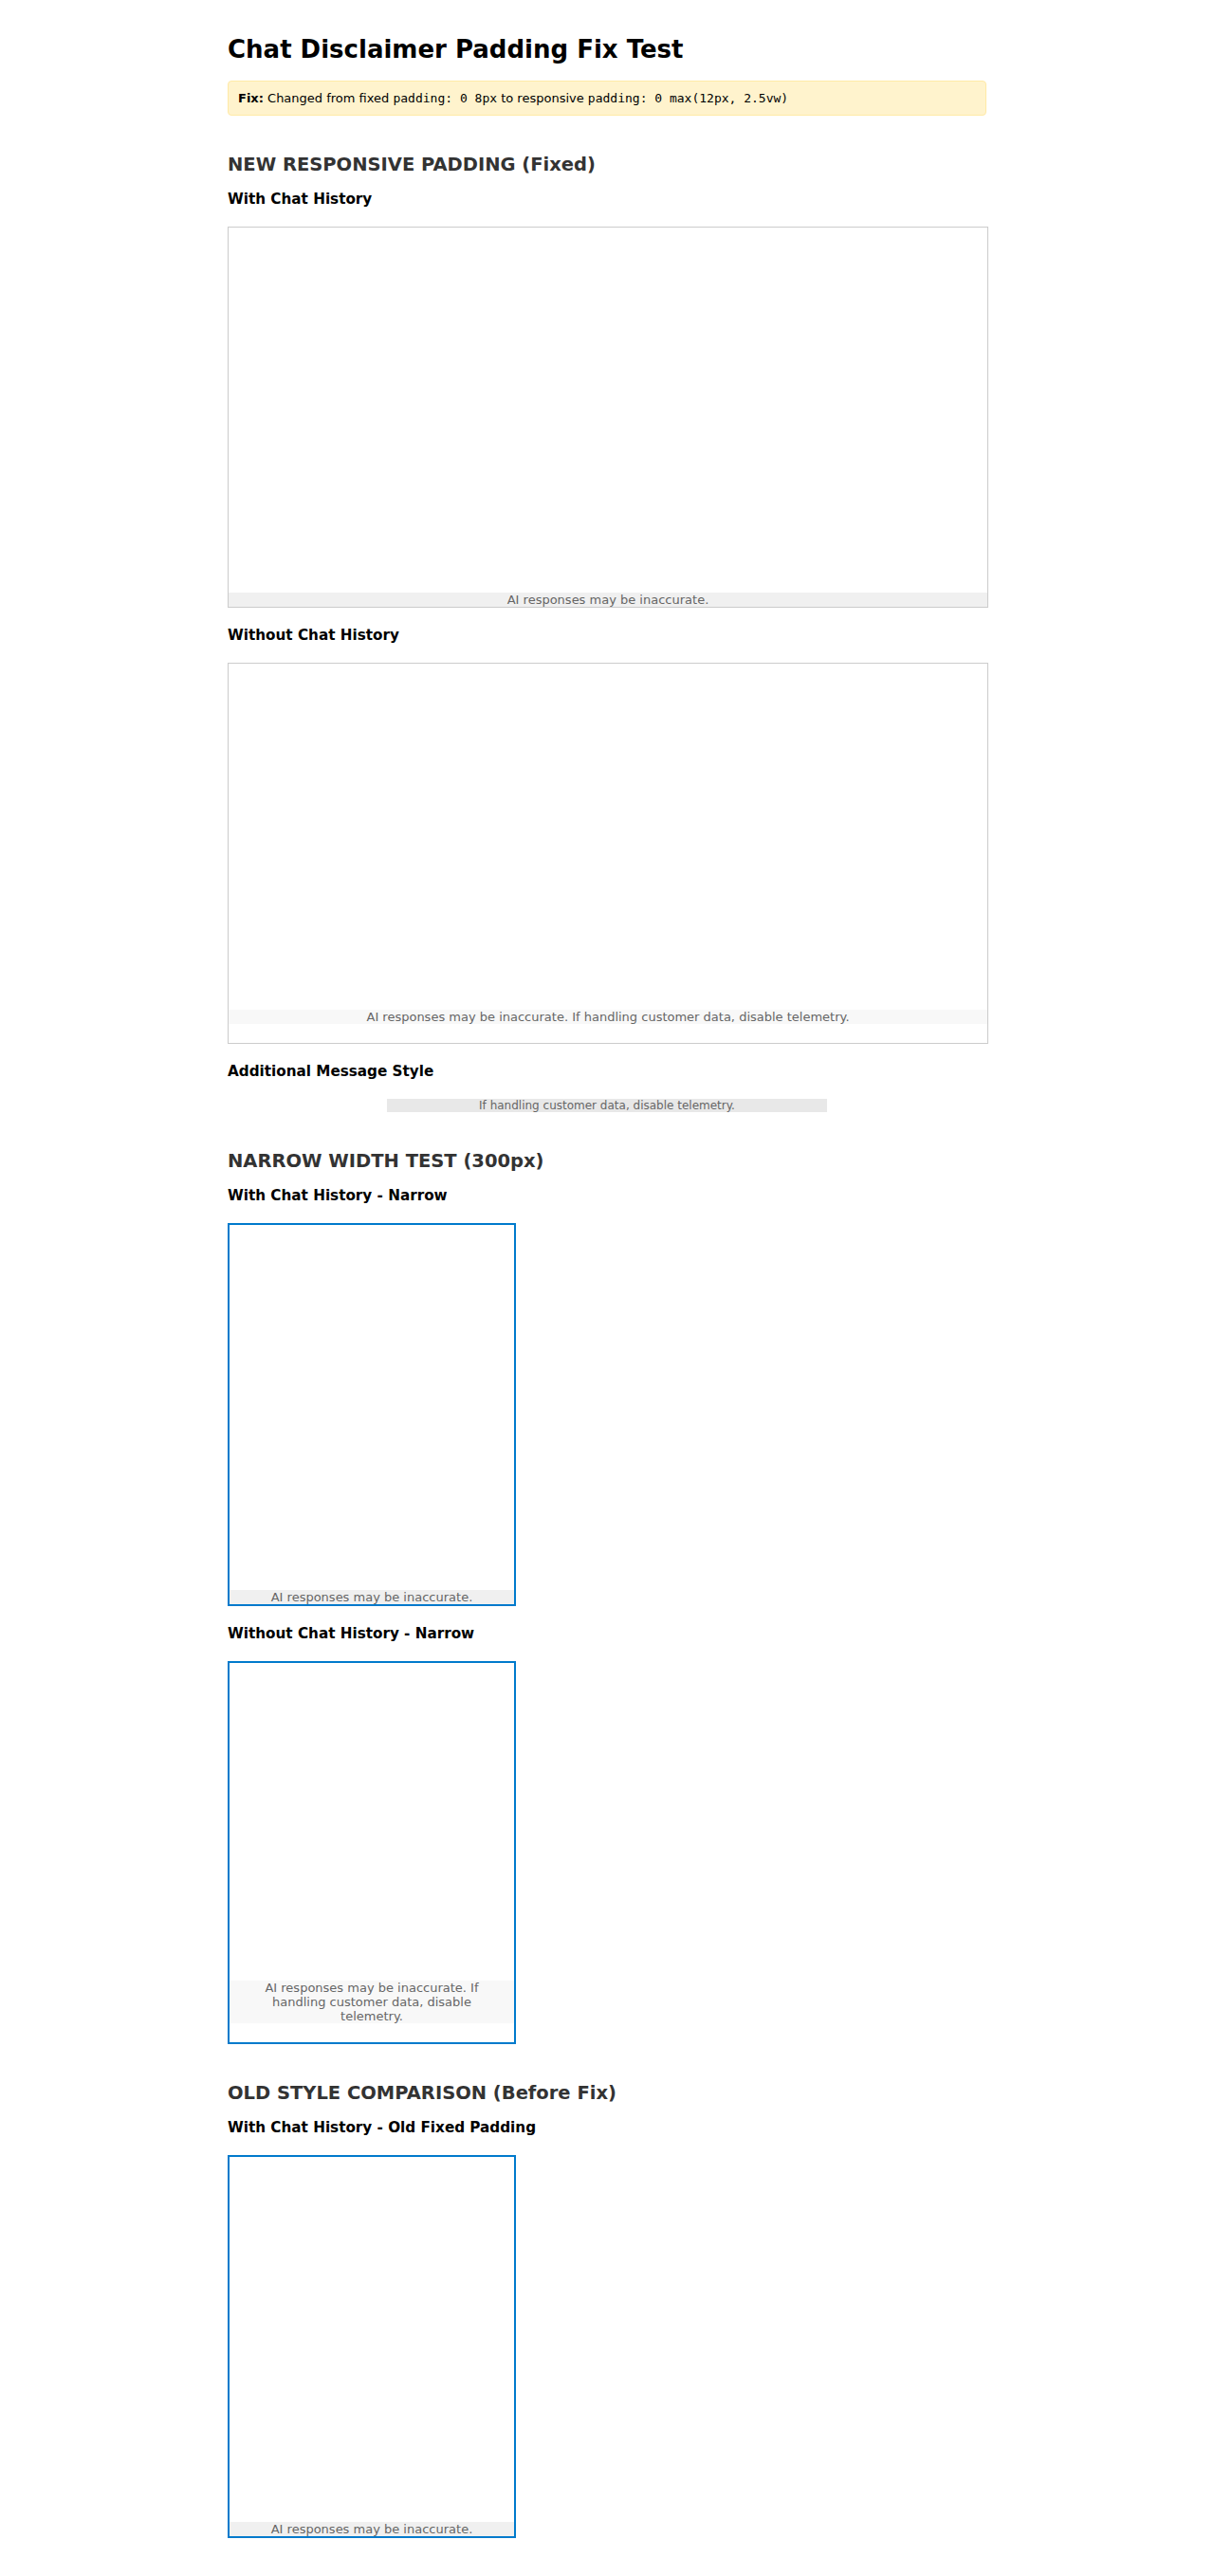 Chat Disclaimer Padding Fix Test
Fix: Changed from fixed padding: 0 8px to responsive padding: 0 max(12px, 2.5vw)
NEW RESPONSIVE PADDING (Fixed)
With Chat History
AI responses may be inaccurate.
Without Chat History
AI responses may be inaccurate. If handling customer data, disable telemetry.
Additional Message Style
If handling customer data, disable telemetry.
NARROW WIDTH TEST (300px)
With Chat History - Narrow
AI responses may be inaccurate.
Without Chat History - Narrow
AI responses may be inaccurate. If
handling customer data, disable
telemetry.
OLD STYLE COMPARISON (Before Fix)
With Chat History - Old Fixed Padding
AI responses may be inaccurate.